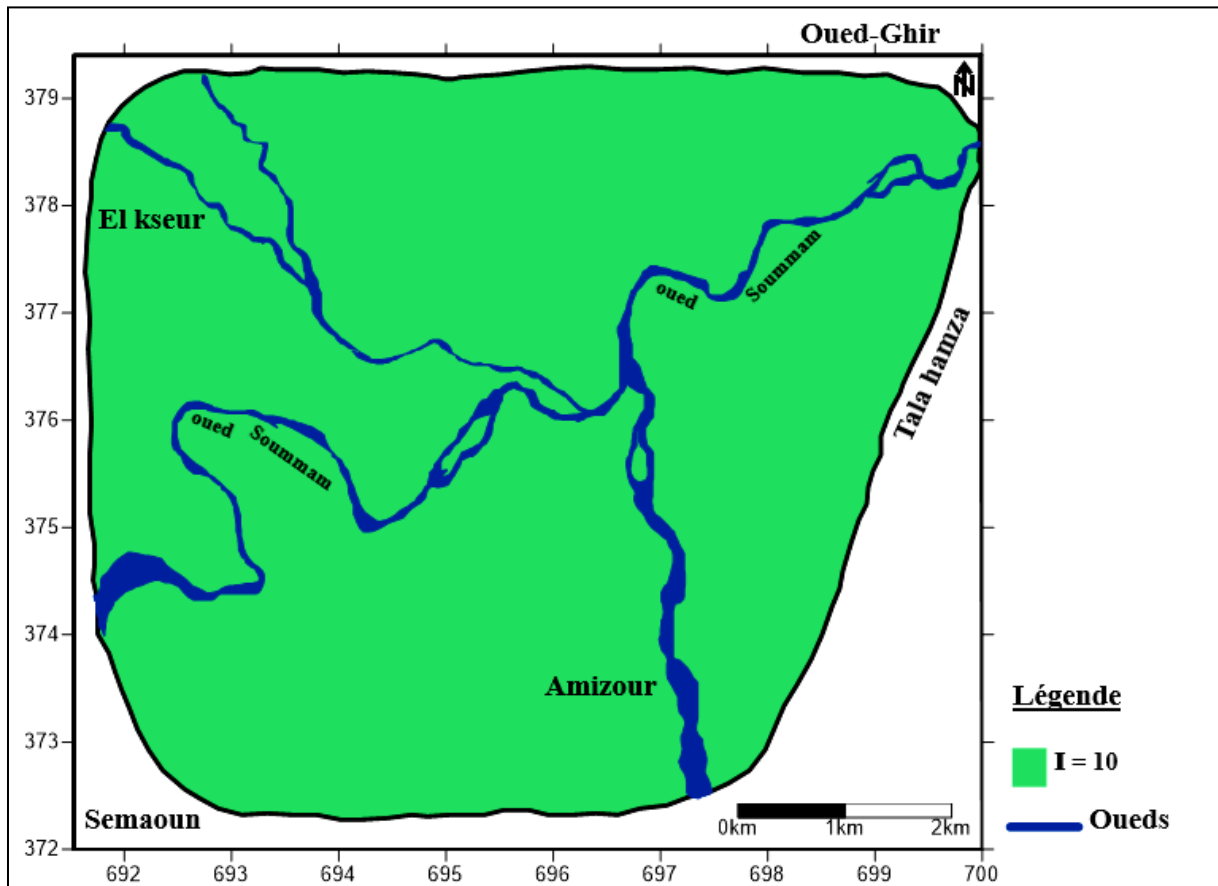 Oued-Ghir
N
379
378
377
376
375
374
373
372
El kseur
oued
Soummam
oued
Soummam
Tala hamza
Amizour
Semaoun
0km
1km
2km
692
693
694
695
696
697
698
699
700
Légende
I = 10
Oueds